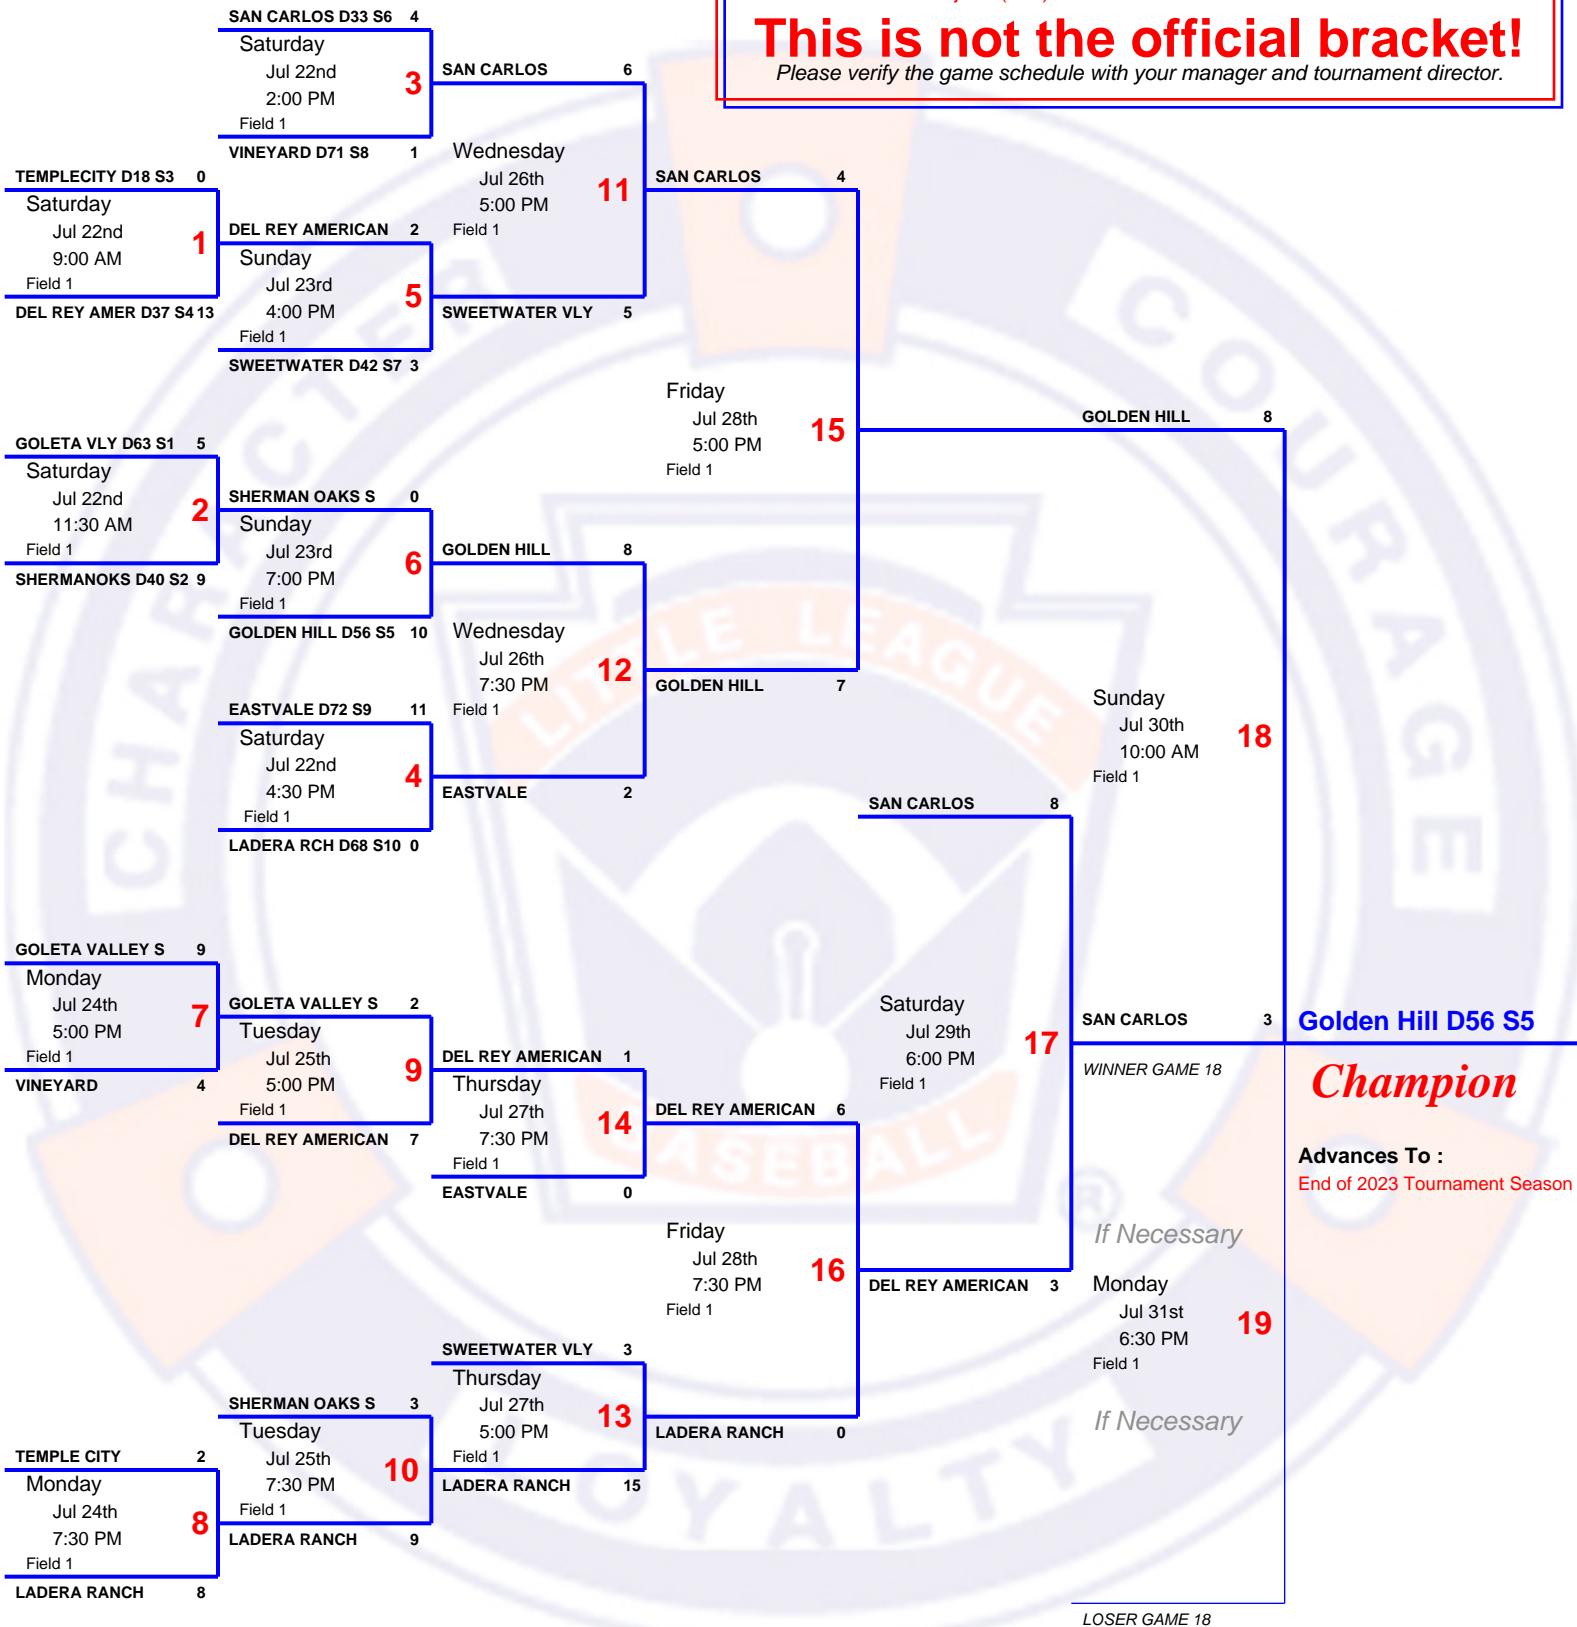 This is not the official bracket!
Please verify the game schedule with your manager and tournament director.
SAN CARLOS D33 S6 4
Saturday
Jul 22nd
2:00 PM
Field 1
3
VINEYARD D71 S8 1
TEMPLECITY D18 S3 0
Saturday
Jul 22nd
9:00 AM
Field 1
1
DEL REY AMER D37 S4 13
DEL REY AMERICAN 2
Sunday
Jul 23rd
4:00 PM
Field 1
5
SWEETWATER D42 S7 3
SAN CARLOS 6
Wednesday
Jul 26th
5:00 PM
Field 1
11
SWEETWATER VLY 5
GOLETA VLY D63 S1 5
Saturday
Jul 22nd
11:30 AM
Field 1
2
SHERMANOKS D40 S2 9
SHERMAN OAKS S 0
Sunday
Jul 23rd
7:00 PM
Field 1
6
GOLDEN HILL D56 S5 10
EASTVALE D72 S9 11
Saturday
Jul 22nd
4:30 PM
Field 1
4
LADERA RCH D68 S10 0
GOLDEN HILL 8
Wednesday
Jul 26th
7:30 PM
Field 1
12
EASTVALE 2
SAN CARLOS 4
Friday
Jul 28th
5:00 PM
Field 1
15
GOLDEN HILL 7
GOLETA VALLEY S 9
Monday
Jul 24th
5:00 PM
Field 1
7
VINEYARD 4
GOLETA VALLEY S 2
Tuesday
Jul 25th
5:00 PM
Field 1
9
DEL REY AMERICAN 7
DEL REY AMERICAN 1
Thursday
Jul 27th
7:30 PM
Field 1
14
EASTVALE 0
TEMPLE CITY 2
Monday
Jul 24th
7:30 PM
Field 1
8
LADERA RANCH 8
SHERMAN OAKS S 3
Tuesday
Jul 25th
7:30 PM
Field 1
10
LADERA RANCH 9
SWEETWATER VLY 3
Thursday
Jul 27th
5:00 PM
Field 1
13
LADERA RANCH 15
DEL REY AMERICAN 6
Friday
Jul 28th
7:30 PM
Field 1
16
LADERA RANCH 0
SAN CARLOS 8
Saturday
Jul 29th
6:00 PM
Field 1
17
DEL REY AMERICAN 3
GOLDEN HILL 8
Sunday
Jul 30th
10:00 AM
Field 1
18
SAN CARLOS 3
WINNER GAME 18
If Necessary
Monday
Jul 31st
6:30 PM
Field 1
19
If Necessary
LOSER GAME 18
Golden Hill D56 S5
Champion
Advances To :
End of 2023 Tournament Season
CHARACTER
COURAGE
LOYALTY
LITTLE LEAGUE
BASEBALL
®